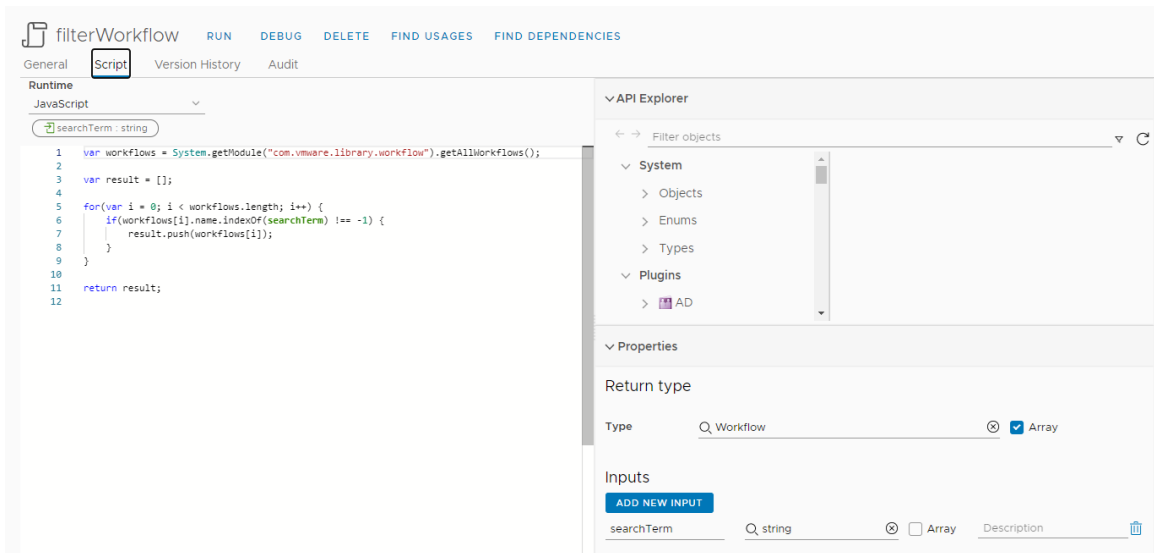 filterWorkflow RUN DEBUG DELETE FIND USAGES FIND DEPENDENCIES
General Script Version History Audit
Runtime
JavaScript
searchTerm : string
1 var workflows = System.getModule("com.vmware.library.workflow").getAllWorkflows();
2
3 var result = [];
4
5 for(var i = 0; i < workflows.length; i++) {
6     if(workflows[i].name.indexOf(searchTerm) !== -1) {
7         result.push(workflows[i]);
8     }
9 }
10
11 return result;
12
API Explorer
Filter objects
System
Objects
Enums
Types
Plugins
AD
Properties
Return type
Type Workflow Array
Inputs
ADD NEW INPUT
searchTerm string Array Description